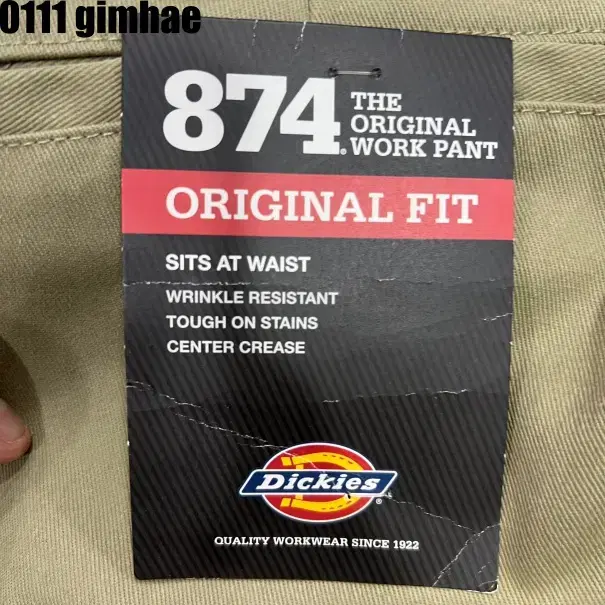 0111 gimhae
874.
THE
ORIGINAL
WORK PANT
ORIGINAL FIT
SITS AT WAIST
WRINKLE RESISTANT
TOUGH ON STAINS
CENTER CREASE
Dickies®
QUALITY WORKWEAR SINCE 1922